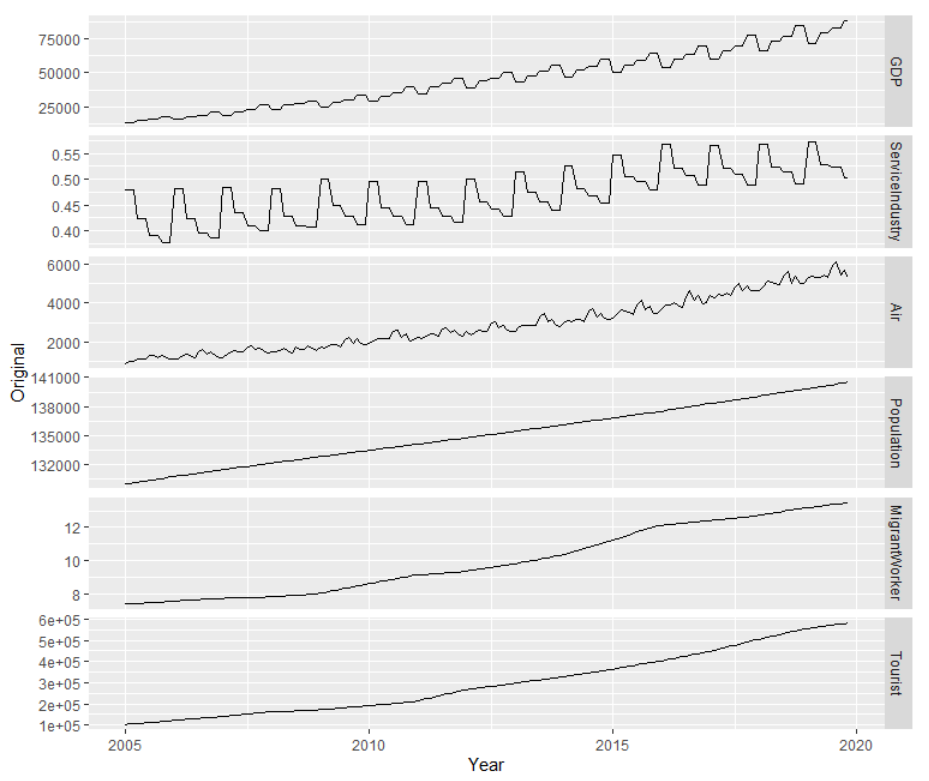 75000
50000
25000
GDP
0.55
0.50
0.45
0.40
ServiceIndustry
6000
4000
2000
Air
Original
141000
138000
135000
132000
Population
12
10
8
MigrantWorker
6e+05
5e+05
4e+05
3e+05
2e+05
1e+05
Tourist
2005
2010
2015
2020
Year